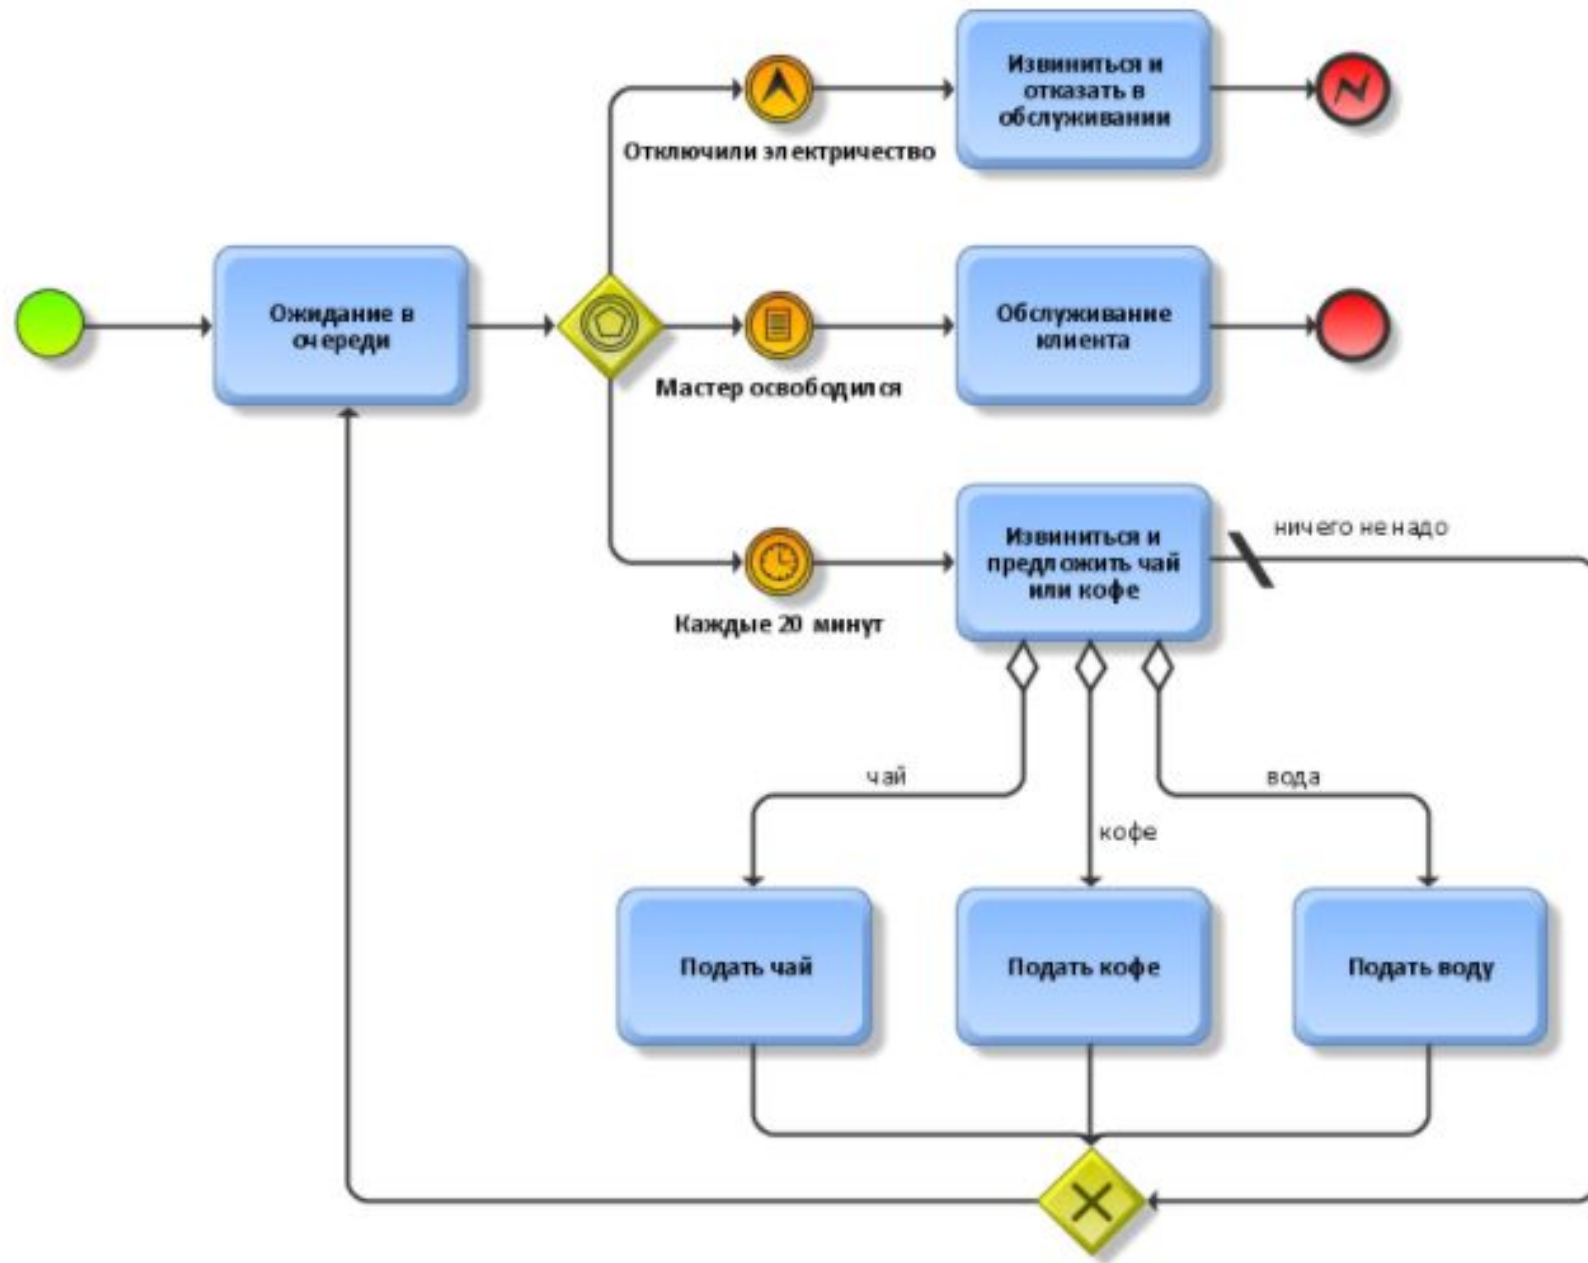 Извиниться и
отказать в
обслуживании
Отключили электричество
Ожидание в
очереди
Обслуживание
клиента
Мастер освободился
Извиниться и
предложить чай
или кофе
ничего не надо
Каждые 20 минут
чай
вода
кофе
Подать чай
Подать кофе
Подать воду